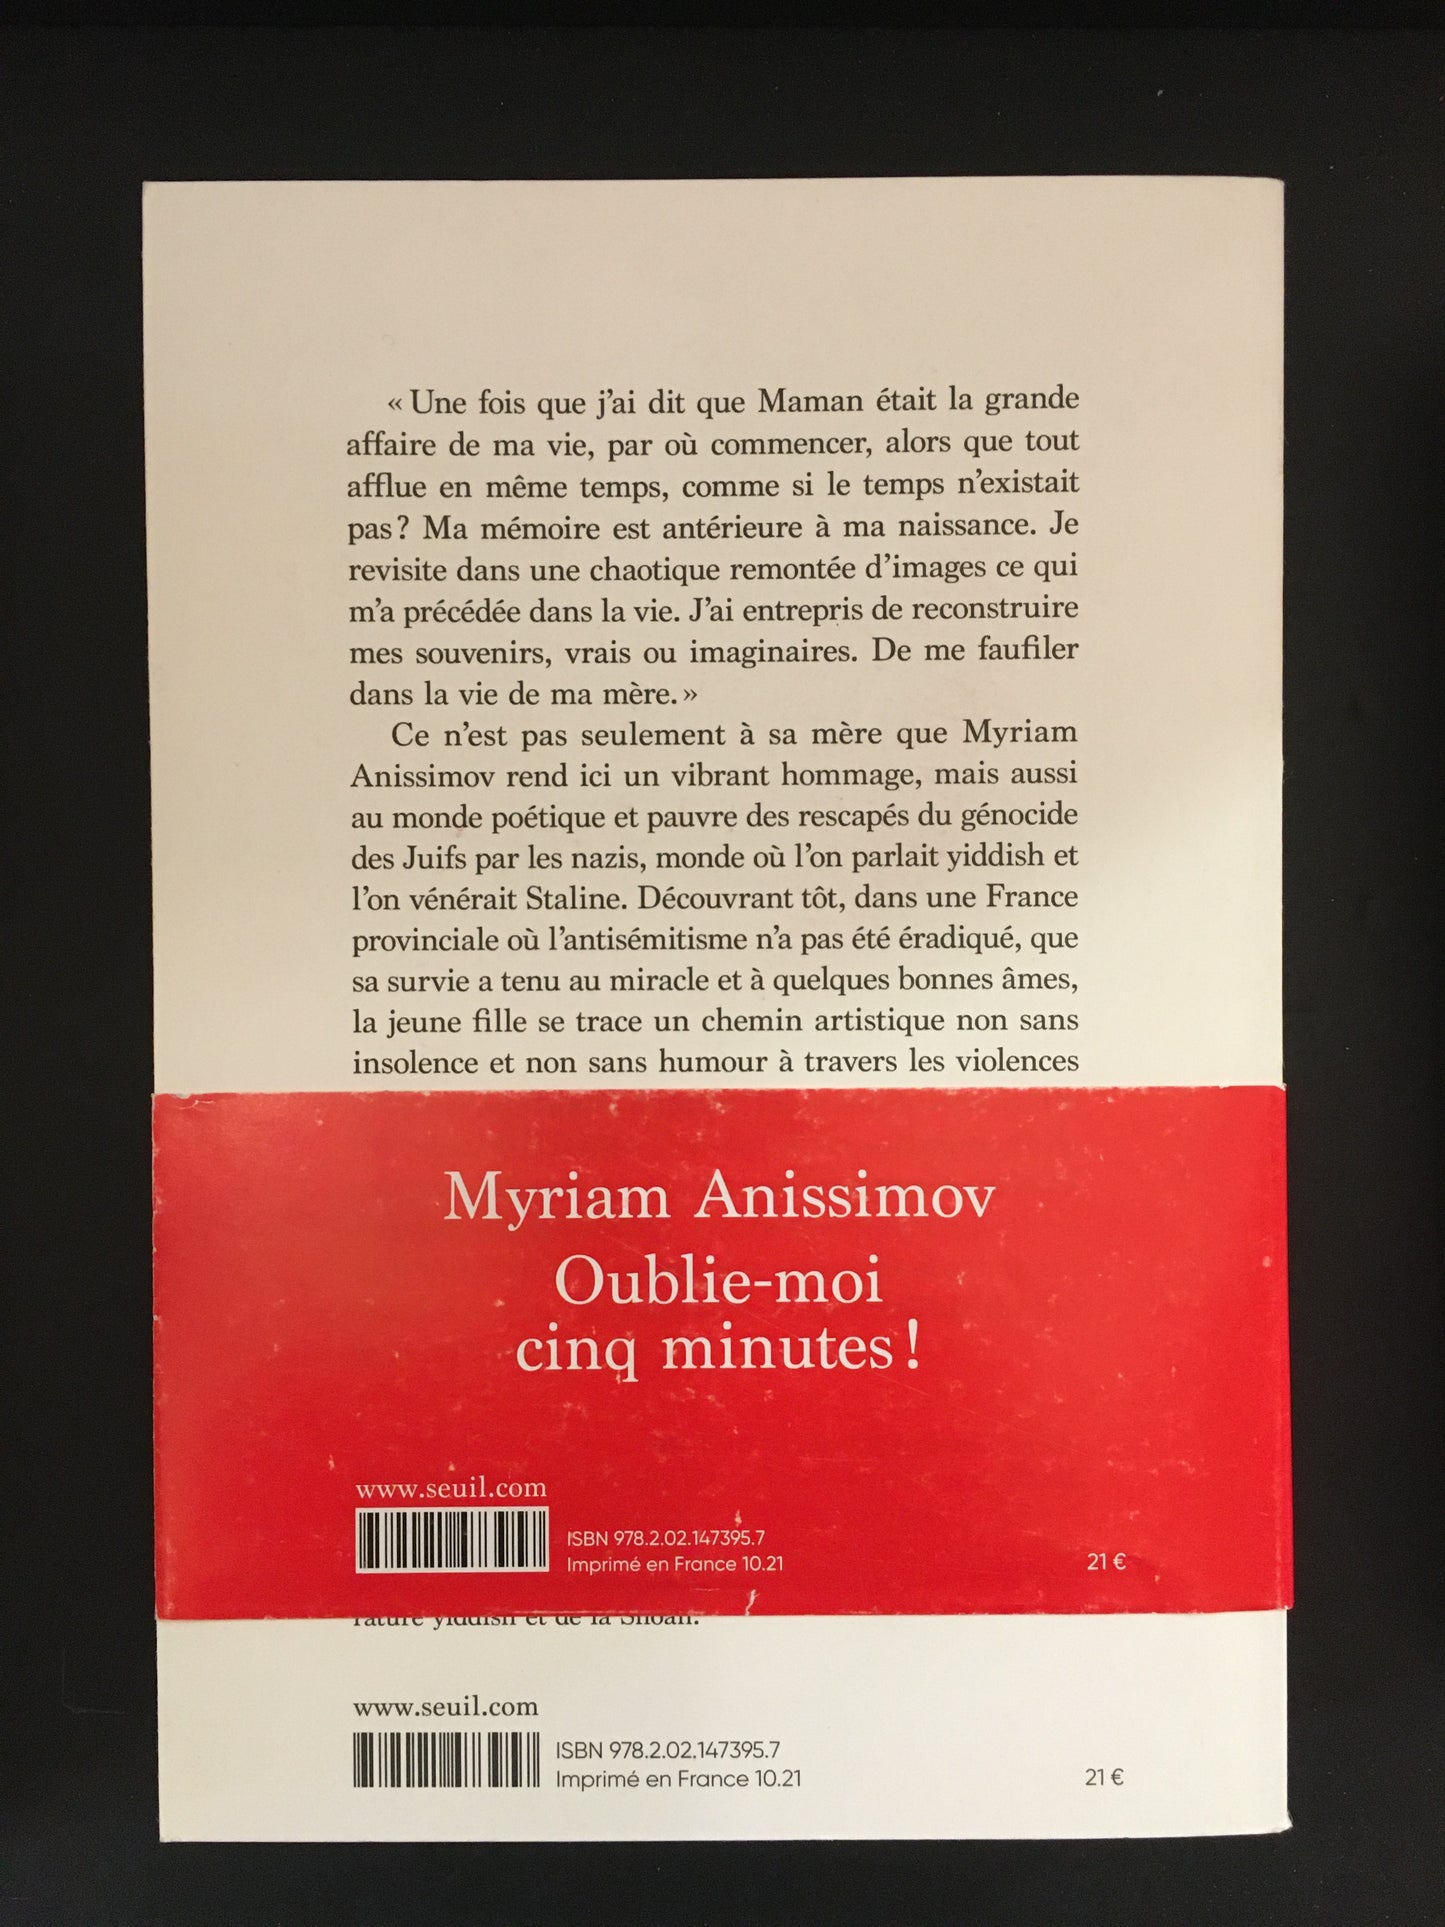 « Une fois que j’ai dit que Maman était la grande
affaire de ma vie, par où commencer, alors que tout
afflue en même temps, comme si le temps n’existait
pas ? Ma mémoire est antérieure à ma naissance. Je
revisite dans une chaotique remontée d’images ce qui
m’a précédée dans la vie. J’ai entrepris de reconstruire
mes souvenirs, vrais ou imaginaires. De me faufiler
dans la vie de ma mère. »
Ce n’est pas seulement à sa mère que Myriam
Anissimov rend ici un vibrant hommage, mais aussi
au monde poétique et pauvre des rescapés du génocide
des Juifs par les nazis, monde où l’on parlait yiddish et
l’on vénérait Staline. Découvrant tôt, dans une France
provinciale où l’antisémitisme n’a pas été éradiqué, que
sa survie a tenu au miracle et à quelques bonnes âmes,
la jeune fille se trace un chemin artistique non sans
insolence et non sans humour à travers les violences
Myriam Anissimov
Oublie-moi
cinq minutes !
www.seuil.com
ISBN 978.2.02.147395.7
Imprimé en France 10.21
21 €
rature yiddish et de la Shoah.
www.seuil.com
ISBN 978.2.02.147395.7
Imprimé en France 10.21
21 €